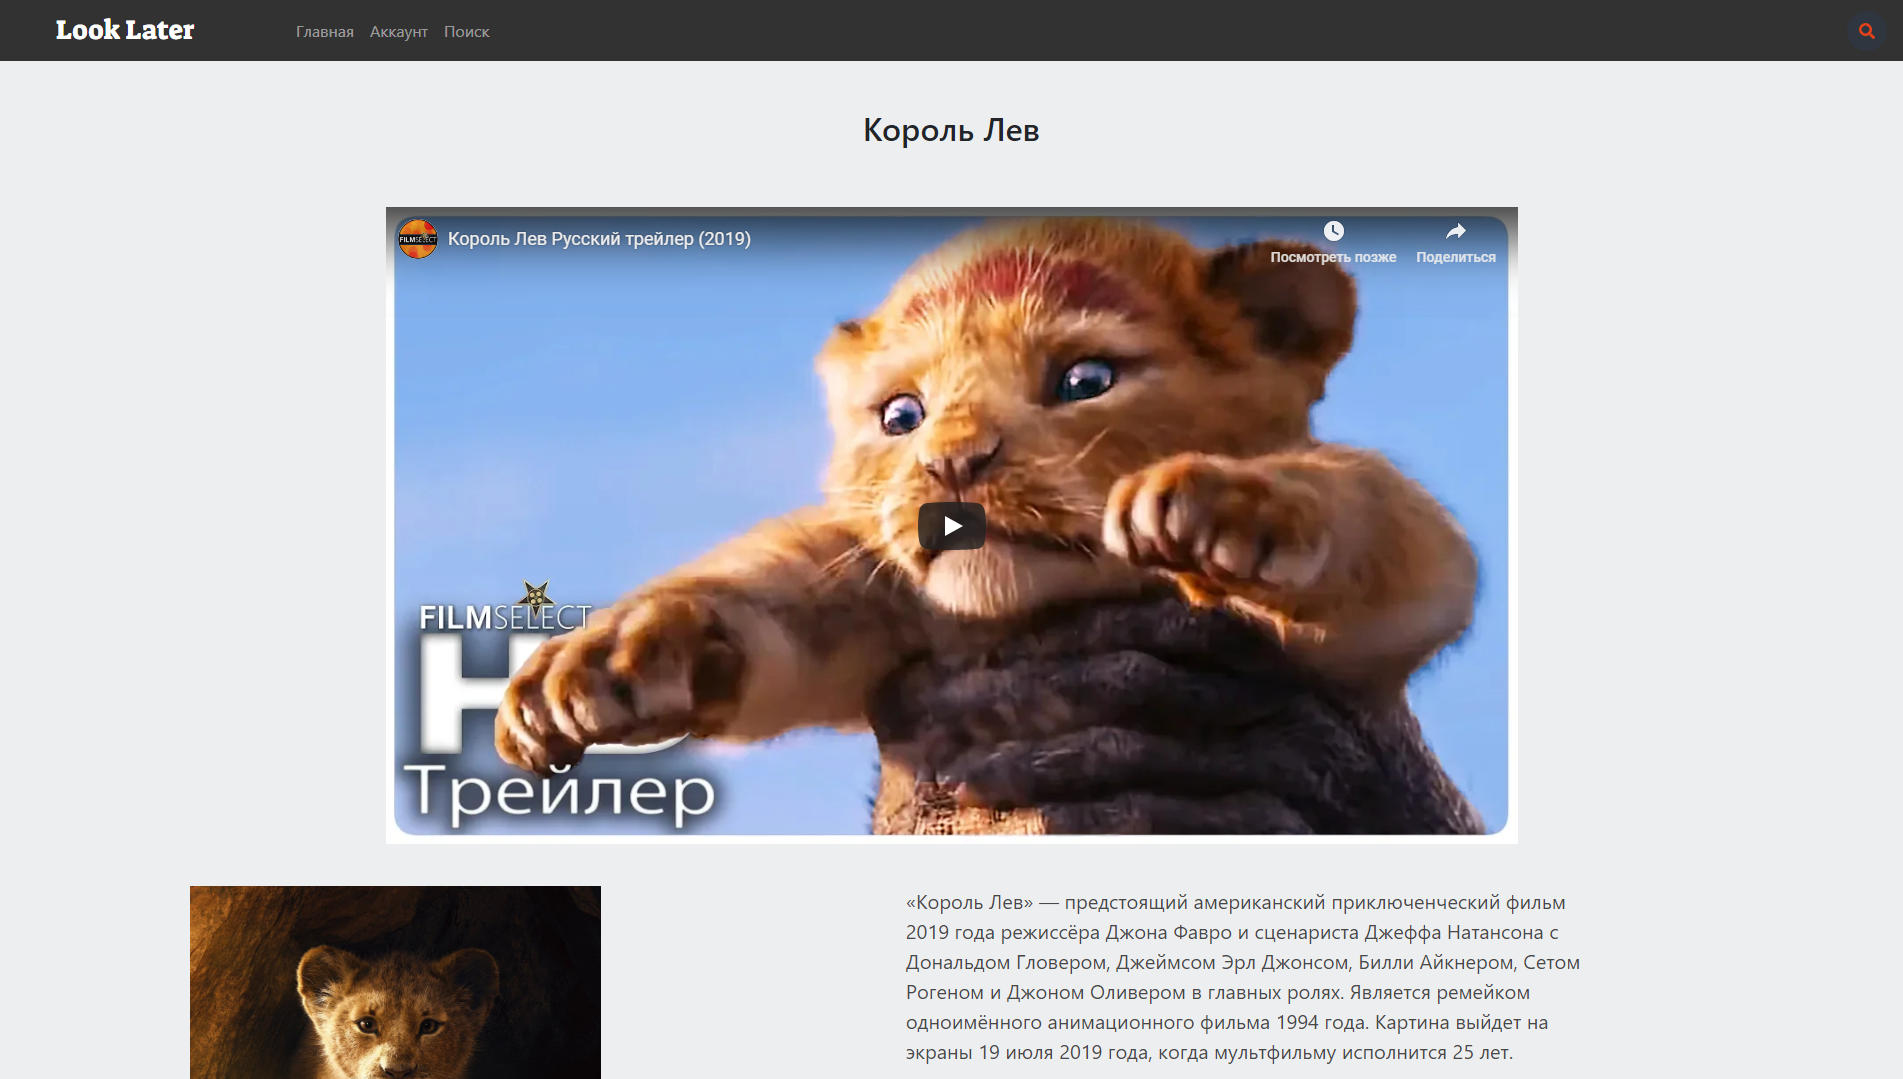 Look Later
Главная Аккаунт Поиск
Король Лев
FILMSELECT
Король Лев Русский трейлер (2019)
Посмотреть позже Поделиться
FILMSELECT
HD
Трейлер
«Король Лев» — предстоящий американский приключенческий фильм
2019 года режиссёра Джона Фавро и сценариста Джеффа Натансона с
Дональдом Гловером, Джеймсом Эрл Джонсом, Билли Айкнером, Сетом
Рогеном и Джоном Оливером в главных ролях. Является ремейком
одноимённого анимационного фильма 1994 года. Картина выйдет на
экраны 19 июля 2019 года, когда мультфильму исполнится 25 лет.